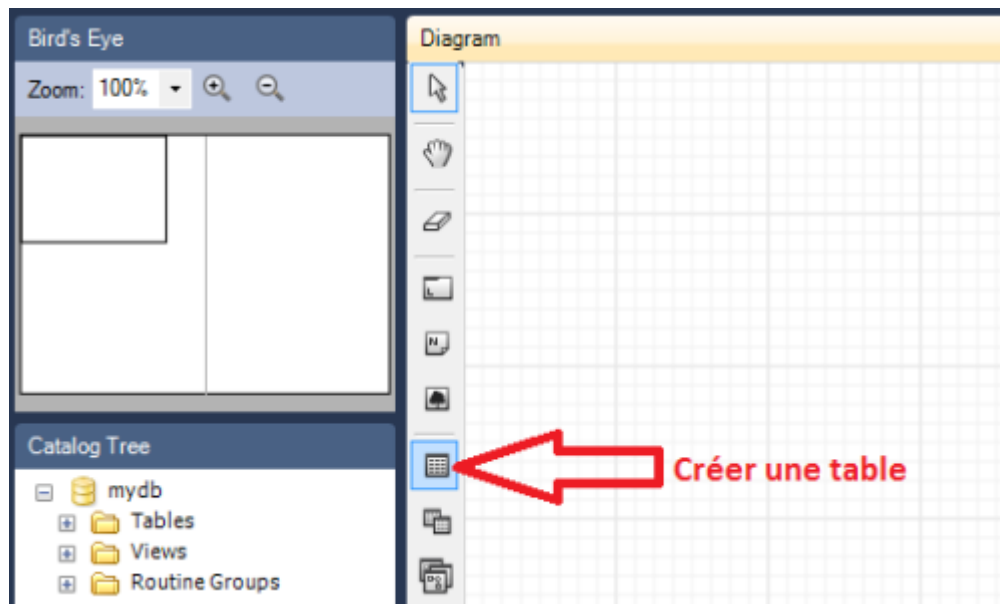 Bird's Eye
Zoom: 100%
Catalog Tree
mydb
Tables
Views
Routine Groups
Diagram
L
N
Créer une table